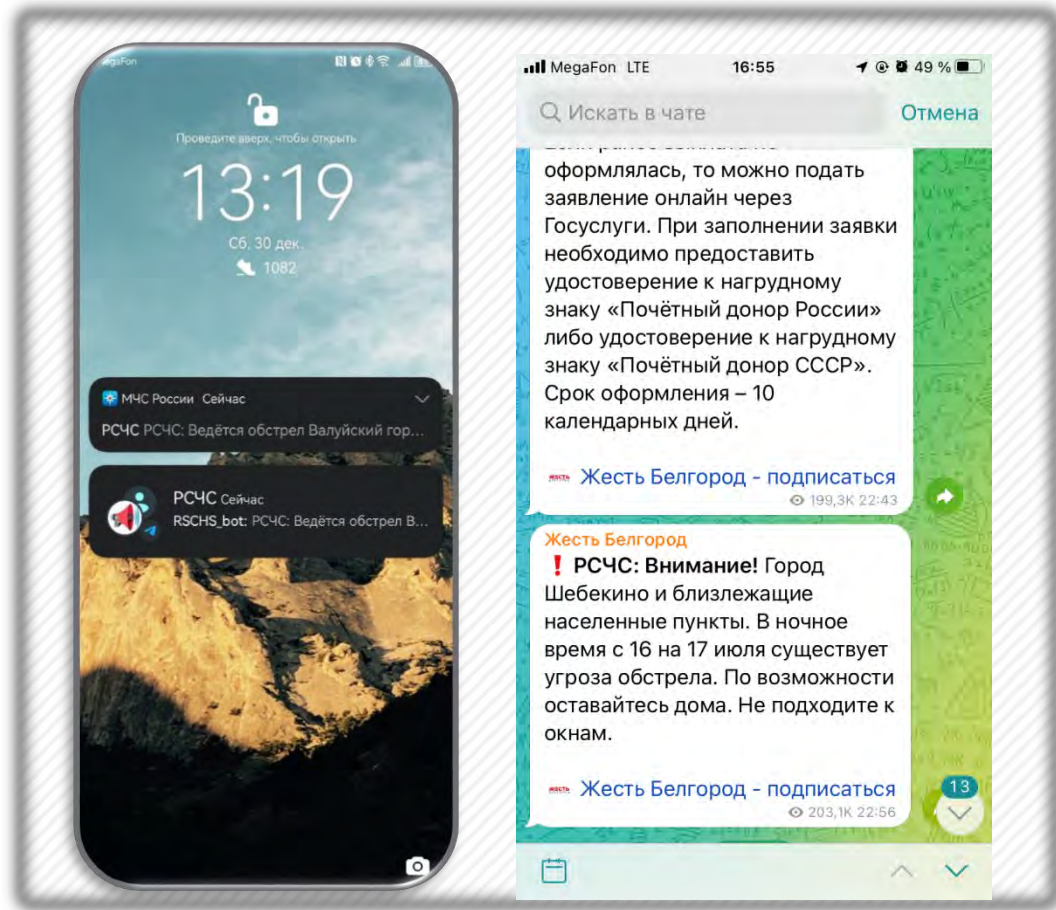 MegaFon
Проведите вверх, чтобы открыть
13:19
Сб, 30 дек.
1082
МЧС России Сейчас
РСЧС РСЧС: Ведётся обстрел Валуйский гор...
РСЧС Сейчас
RSCHS_bot: РСЧС: Ведётся обстрел В...
MegaFon LTE 16:55 49 %
Искать в чате Отмена
оформлялась, то можно подать
заявление онлайн через
Госуслуги. При заполнении заявки
необходимо предоставить
удостоверение к нагрудному
знаку «Почётный донор России»
либо удостоверение к нагрудному
знаку «Почётный донор СССР».
Срок оформления – 10
календарных дней.
жесть Жесть Белгород - подписаться
199,3K 22:43
Жесть Белгород
❗ РСЧС: Внимание! Город
Шебекино и близлежащие
населенные пункты. В ночное
время с 16 на 17 июля существует
угроза обстрела. По возможности
оставайтесь дома. Не подходите к
окнам.
жесть Жесть Белгород - подписаться
203,1K 22:56
13